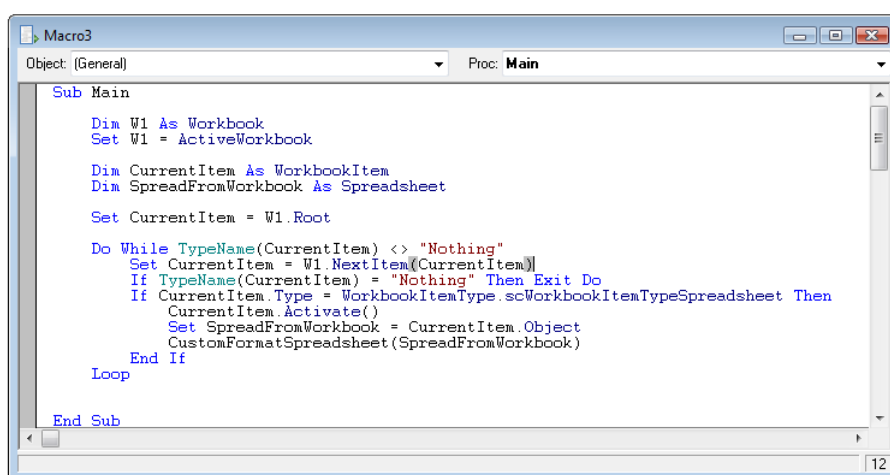 Macro3
Object: (General) Proc: Main
Sub Main
Dim W1 As Workbook
Set W1 = ActiveWorkbook
Dim CurrentItem As WorkbookItem
Dim SpreadFromWorkbook As Spreadsheet
Set CurrentItem = W1.Root
Do While TypeName(CurrentItem) <> "Nothing"
Set CurrentItem = W1.NextItem(CurrentItem)
If TypeName(CurrentItem) = "Nothing" Then Exit Do
If CurrentItem.Type = WorkbookItemType.scWorkbookItemTypeSpreadsheet Then
CurrentItem.Activate()
Set SpreadFromWorkbook = CurrentItem.Object
CustomFormatSpreadsheet(SpreadFromWorkbook)
End If
Loop
End Sub
12